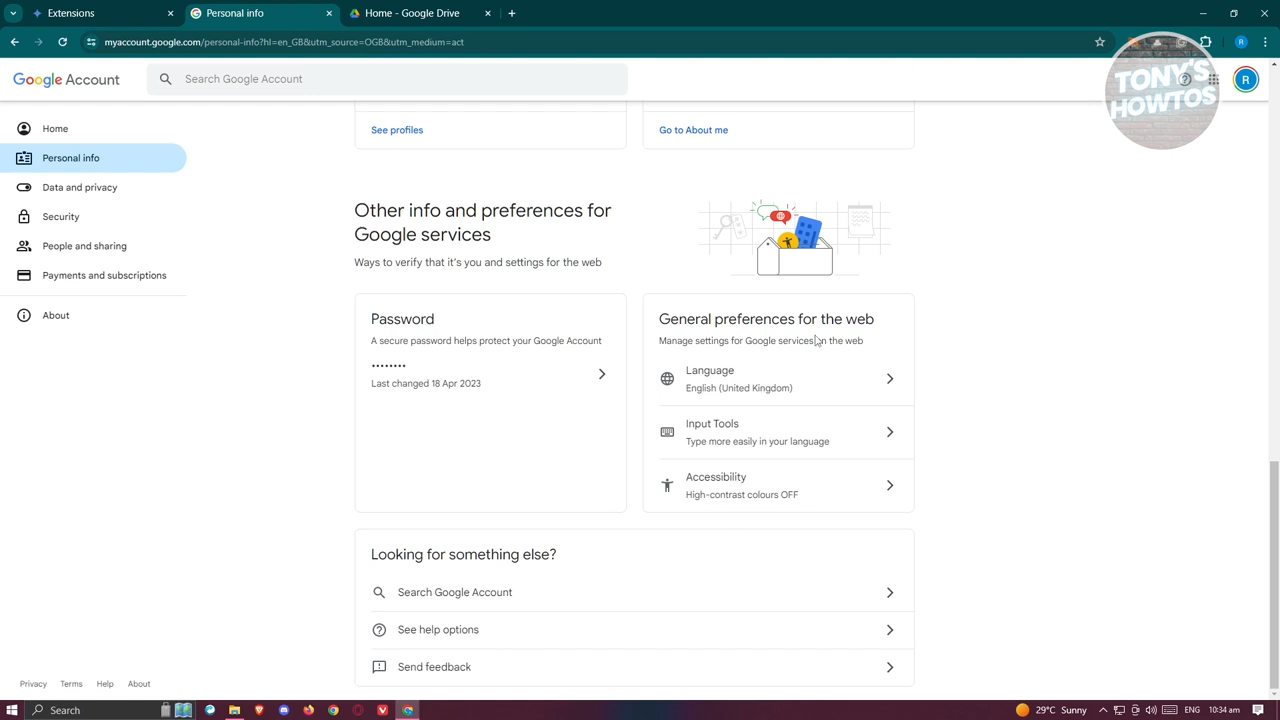 Extensions
Personal info
Home - Google Drive
myaccount.google.com/personal-info?hl=en_GB&utm_source=OGB&utm_medium=act
R
Google Account
Search Google Account
R
TONY'S
HOWTOS
Home
Personal info
Data and privacy
Security
People and sharing
Payments and subscriptions
About
See profiles
Go to About me
Other info and preferences for
Google services
Ways to verify that it's you and settings for the web
Password
A secure password helps protect your Google Account
••••••••
Last changed 18 Apr 2023
General preferences for the web
Manage settings for Google services on the web
Language
English (United Kingdom)
Input Tools
Type more easily in your language
Accessibility
High-contrast colours OFF
Looking for something else?
Search Google Account
See help options
Send feedback
Privacy
Terms
Help
About
Search
29°C Sunny
ENG
10:34 am